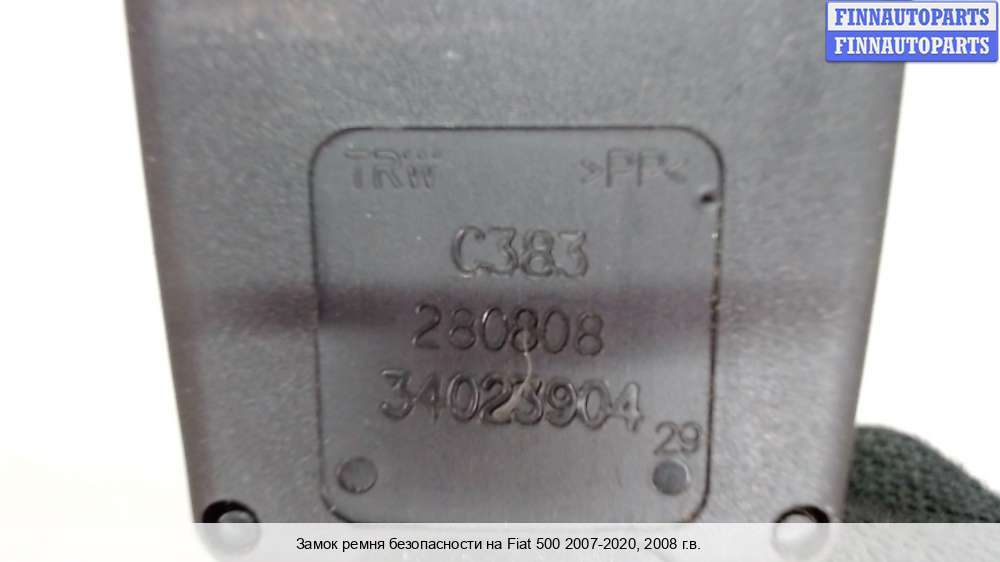 FINNAUTOPARTS
FINNAUTOPARTS
TRW >PP<
C383
280808
34023904
29
Замок ремня безопасности на Fiat 500 2007-2020, 2008 г.в.